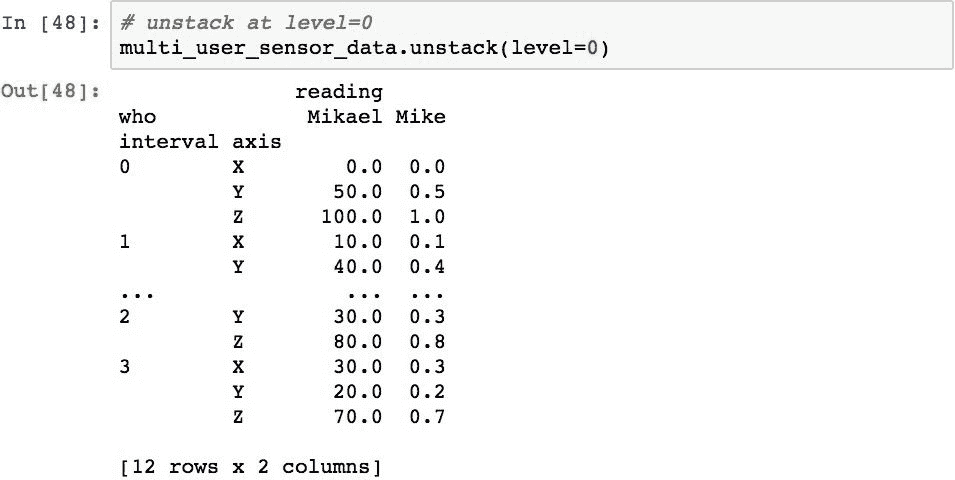 In [48]: # unstack at level=0
multi_user_sensor_data.unstack(level=0)
Out[48]: reading
who Mikael Mike
interval axis
0 X 0.0 0.0
Y 50.0 0.5
Z 100.0 1.0
1 X 10.0 0.1
Y 40.0 0.4
... ... ...
2 Y 30.0 0.3
Z 80.0 0.8
3 X 30.0 0.3
Y 20.0 0.2
Z 70.0 0.7
[12 rows x 2 columns]